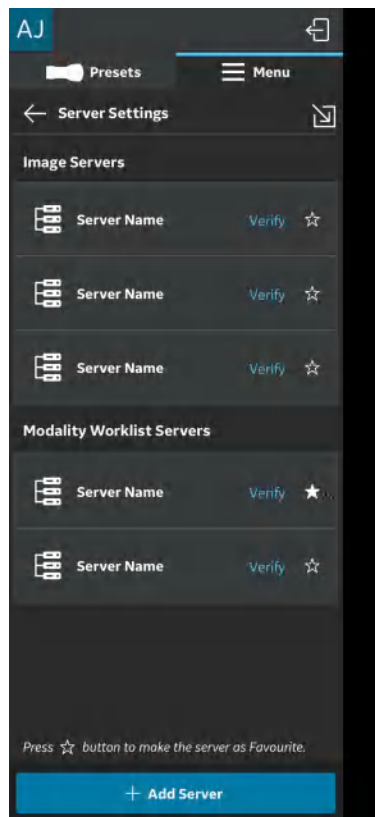 AJ
Presets Menu
Server Settings
Image Servers
Server Name Verify
Server Name Verify
Server Name Verify
Modality Worklist Servers
Server Name Verify ...
Server Name Verify
Press ☆ button to make the server as Favourite.
+ Add Server